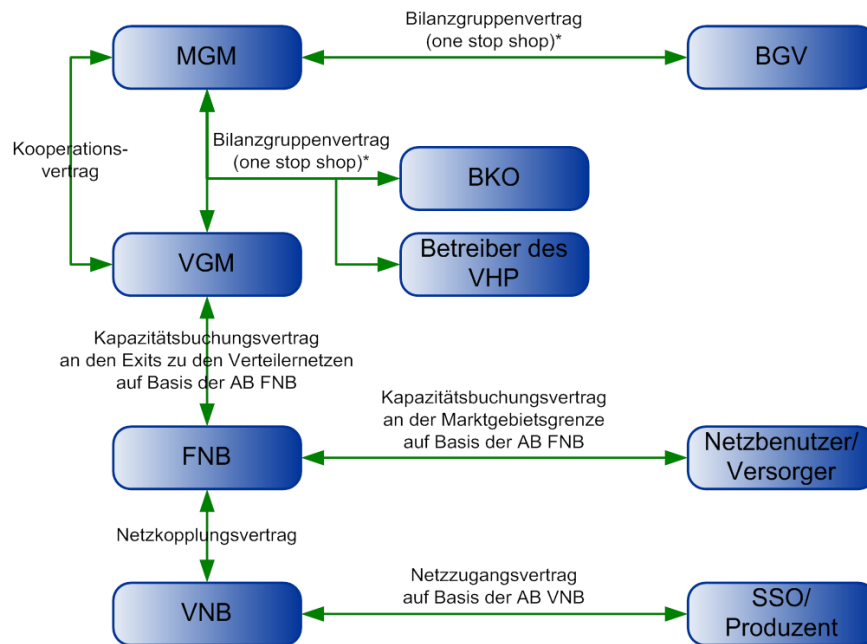 Bilanzgruppenvertrag
(one stop shop)*
MGM
BGV
Kooperations-
vertrag
Bilanzgruppenvertrag
(one stop shop)*
BKO
VGM
Betreiber des
VHP
Kapazitätsbuchungsvertrag
an den Exits zu den Verteilernetzen
auf Basis der AB FNB
Kapazitätsbuchungsvertrag
an der Marktgebietsgrenze
auf Basis der AB FNB
FNB
Netzbenutzer/
Versorger
Netzkopplungsvertrag
Netzzugangsvertrag
auf Basis der AB VNB
VNB
SSO/
Produzent